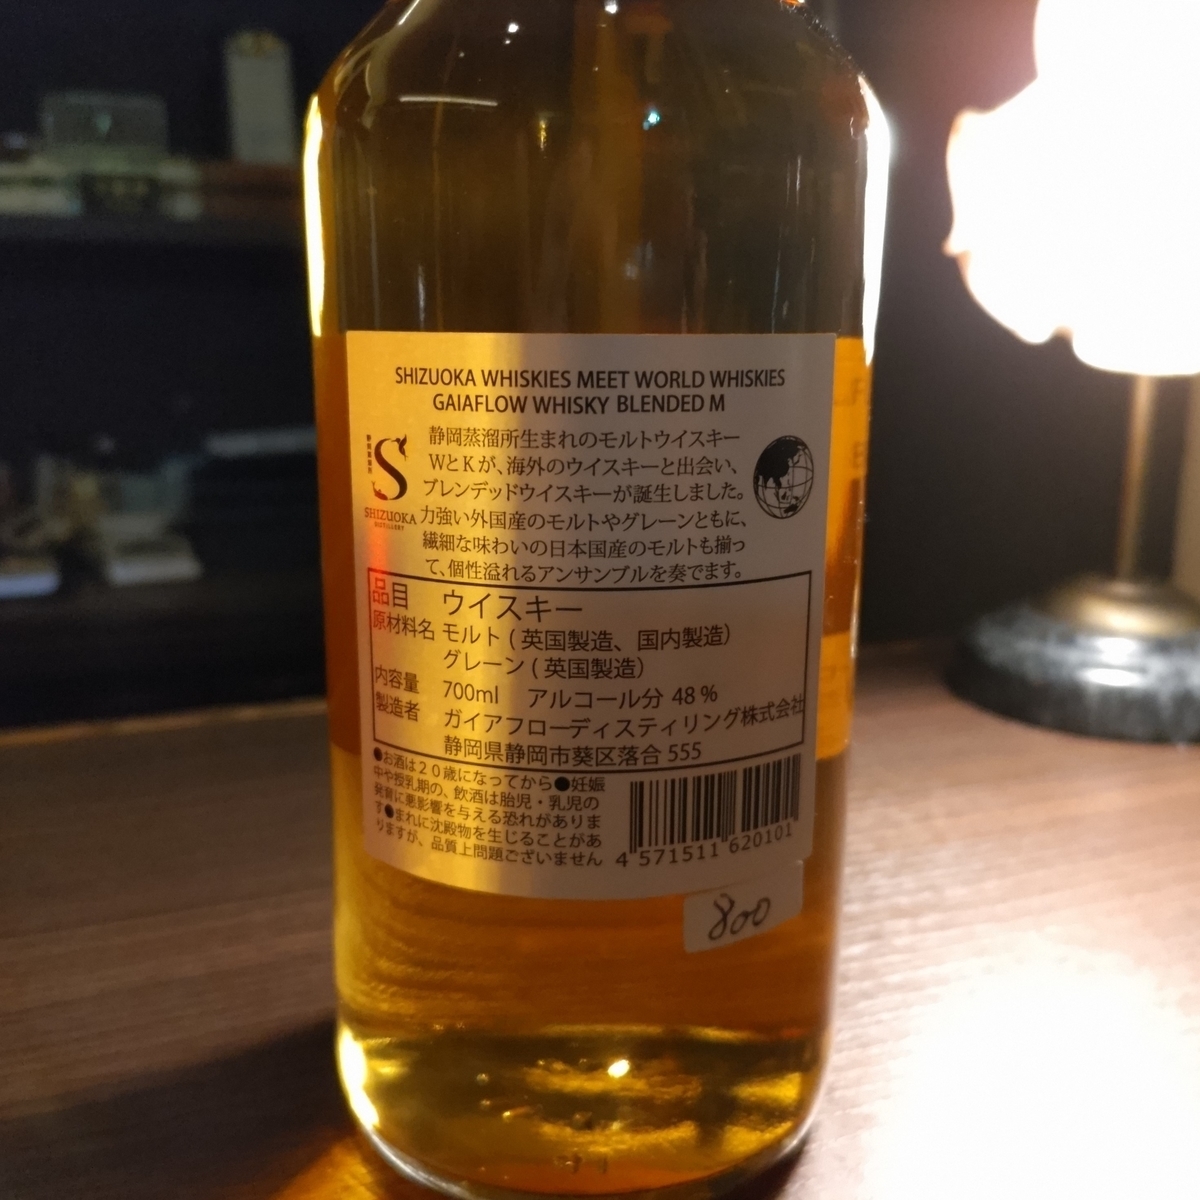 SHIZUOKA WHISKIES MEET WORLD WHISKIES
GAIAFLOW WHISKY BLENDED M
静岡蒸溜所生まれのモルトウイスキー
WとKが、海外のウイスキーと出会い、
ブレンデッドウイスキーが誕生しました。
力強い外国産のモルトやグレーンともに、
繊細な味わいの日本国産のモルトも揃っ
て、個性溢れるアンサンブルを奏でます。
S
SHIZUOKA
DISTILLERY
品目 ウイスキー
原材料名 モルト ( 英国製造、国内製造)
グレーン ( 英国製造)
内容量 700ml アルコール分 48 %
製造者 ガイアフローディスティリング株式会社
静岡県静岡市葵区落合 555
●お酒は20歳になってから●妊娠
中や授乳期の、飲酒は胎児・乳児の
発育に悪影響を与える恐れがありま
す●まれに沈殿物を生じることがあ
りますが、品質上問題ございません
4 571511 620101
800